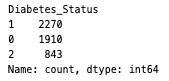 Diabetes_Status
1    2270
0    1910
2     843
Name: count, dtype: int64